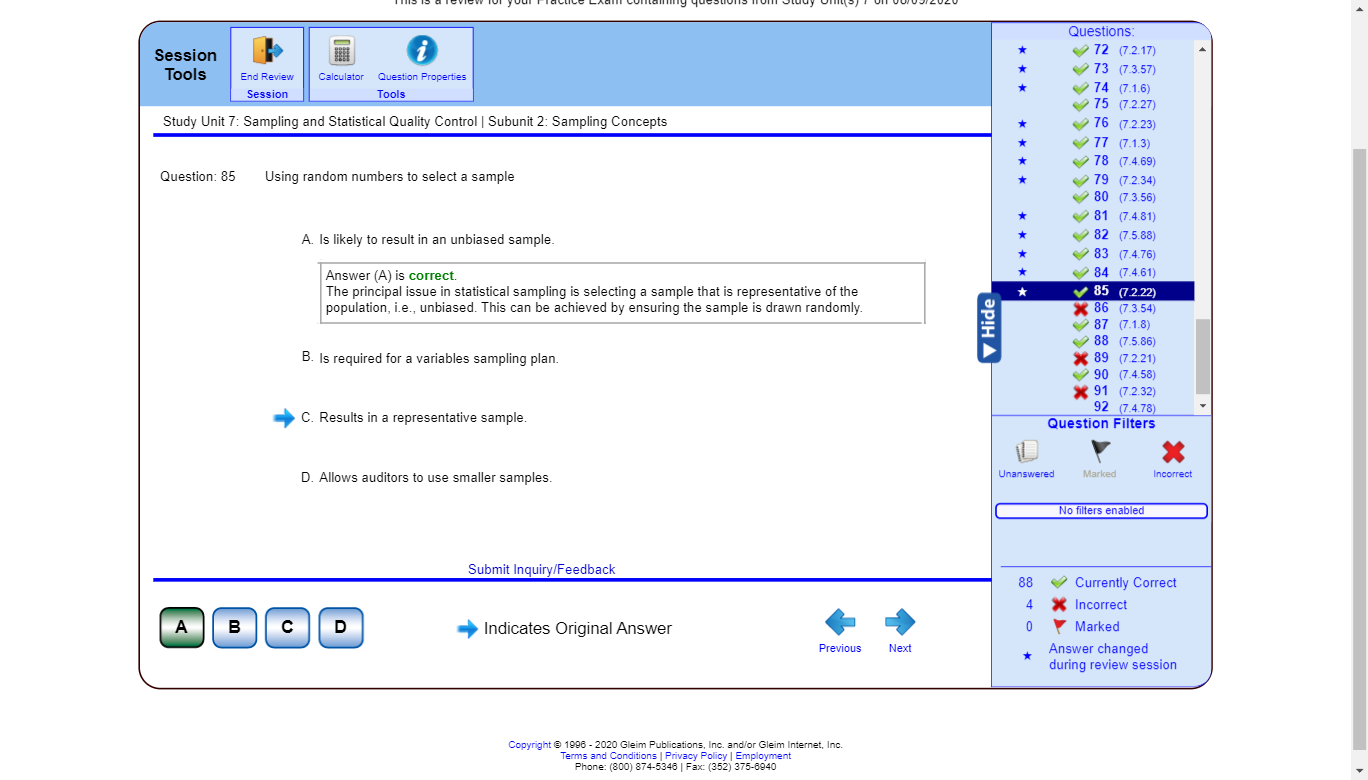 This is a review for your Practice Exam containing questions from Study Unit(s) 7 on 08/09/2020
Session
Tools
End Review
Session
Calculator
Question Properties
Tools
Study Unit 7: Sampling and Statistical Quality Control | Subunit 2: Sampling Concepts
Question: 85 Using random numbers to select a sample
A. Is likely to result in an unbiased sample.
Answer (A) is correct.
The principal issue in statistical sampling is selecting a sample that is representative of the
population, i.e., unbiased. This can be achieved by ensuring the sample is drawn randomly.
B. Is required for a variables sampling plan.
C. Results in a representative sample.
D. Allows auditors to use smaller samples.
Submit Inquiry/Feedback
A B C D
Indicates Original Answer
Previous
Next
Questions:
72 (7.2.17)
73 (7.3.57)
74 (7.1.6)
75 (7.2.27)
76 (7.2.23)
77 (7.1.3)
78 (7.4.69)
79 (7.2.34)
80 (7.3.56)
81 (7.4.81)
82 (7.5.88)
83 (7.4.76)
84 (7.4.61)
85 (7.2.22)
86 (7.3.54)
87 (7.1.8)
88 (7.5.86)
89 (7.2.21)
90 (7.4.58)
91 (7.2.32)
92 (7.4.78)
Hide
Question Filters
Unanswered
Marked
Incorrect
No filters enabled
88 Currently Correct
4 Incorrect
0 Marked
Answer changed
during review session
Copyright © 1996 - 2020 Gleim Publications, Inc. and/or Gleim Internet, Inc.
Terms and Conditions | Privacy Policy | Employment
Phone: (800) 874-5346 | Fax: (352) 375-6940